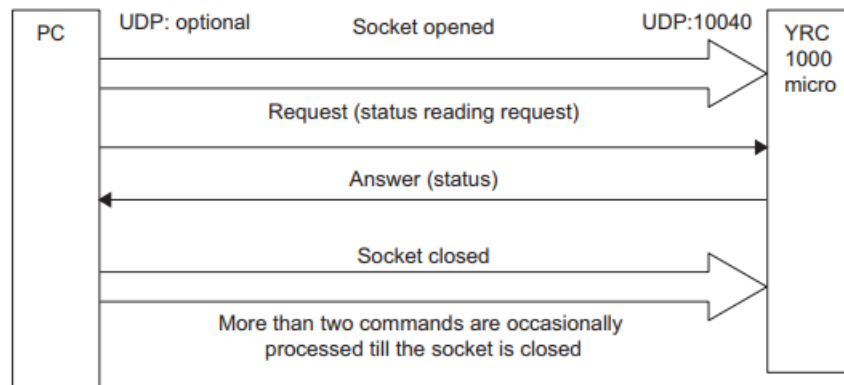 PC
UDP: optional
Socket opened
UDP:10040
YRC
1000
micro
Request (status reading request)
Answer (status)
Socket closed
More than two commands are occasionally
processed till the socket is closed